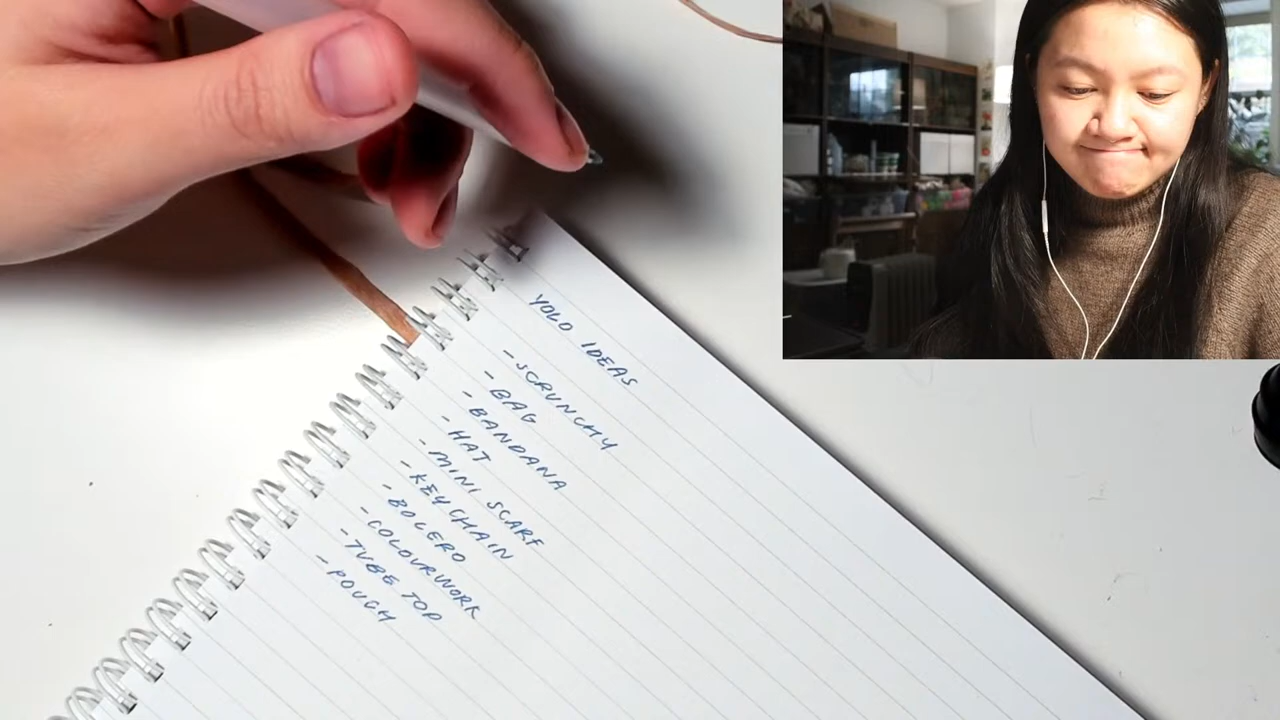 YOLO IDEAS
- SCRUNCHY
- BAG
- BANDANA
- HAT
- MINI SCARF
- KEYCHAIN
- BOLERO
- COLOURWORK
- TUBE TOP
- POUCH